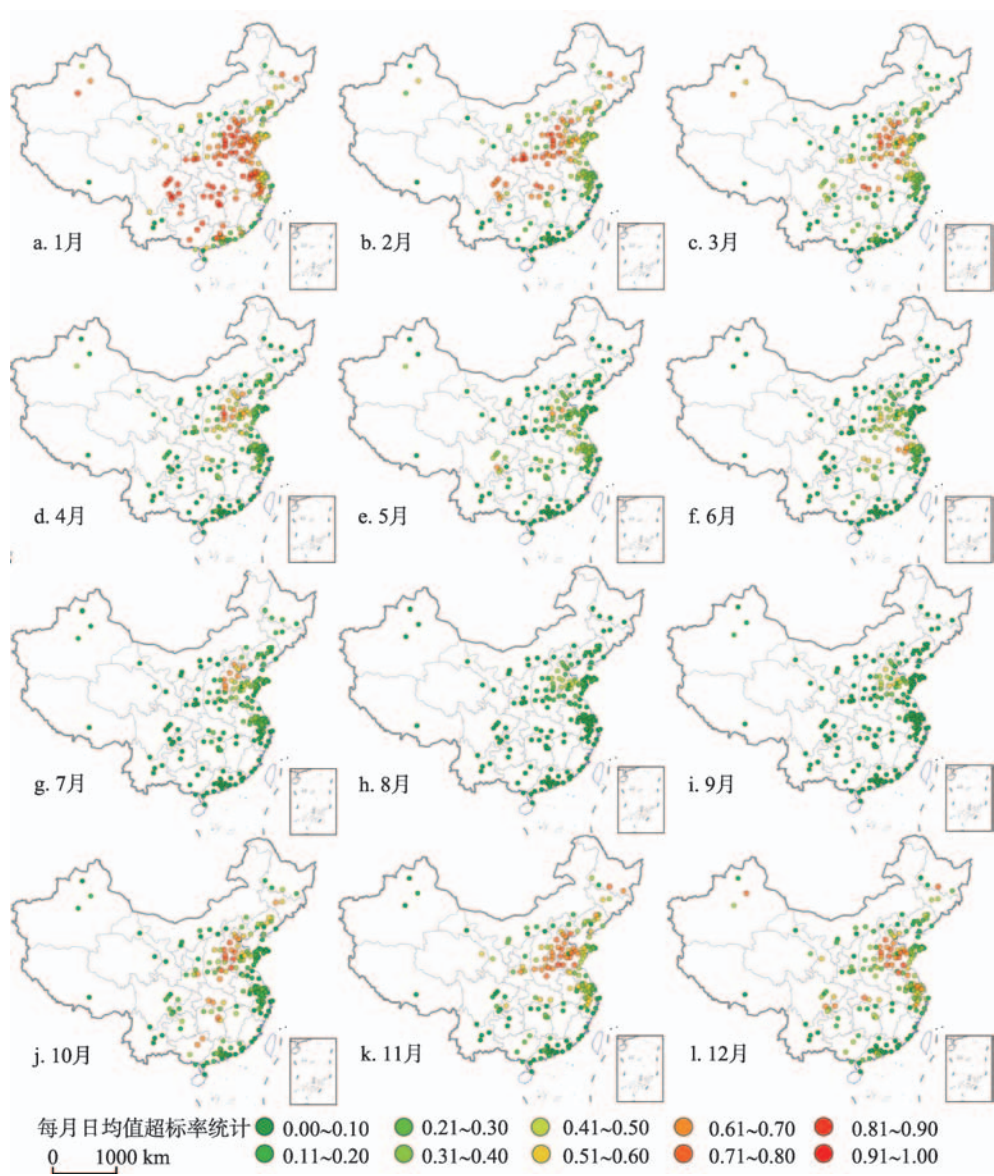 a. 1月
b. 2月
c. 3月
d. 4月
e. 5月
f. 6月
g. 7月
h. 8月
i. 9月
j. 10月
k. 11月
l. 12月
每月日均值超标率统计 0.00~0.10 0.21~0.30 0.41~0.50 0.61~0.70 0.81~0.90
0 1000 km 0.11~0.20 0.31~0.40 0.51~0.60 0.71~0.80 0.91~1.00